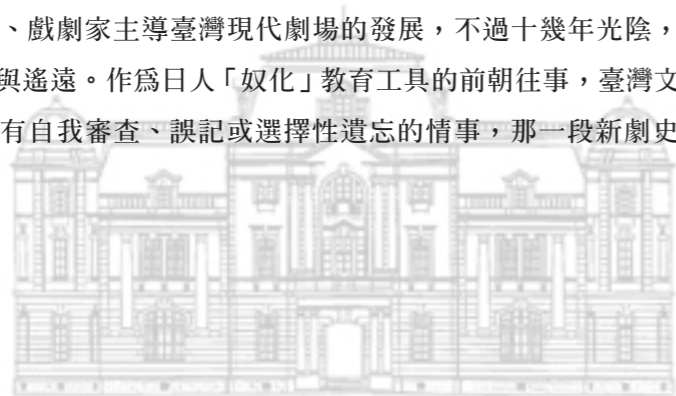 、戲劇家主導臺灣現代劇場的發展，不過十幾年光陰，
與遙遠。作爲日人「奴化」教育工具的前朝往事，臺灣文
有自我審查、誤記或選擇性遺忘的情事，那一段新劇史